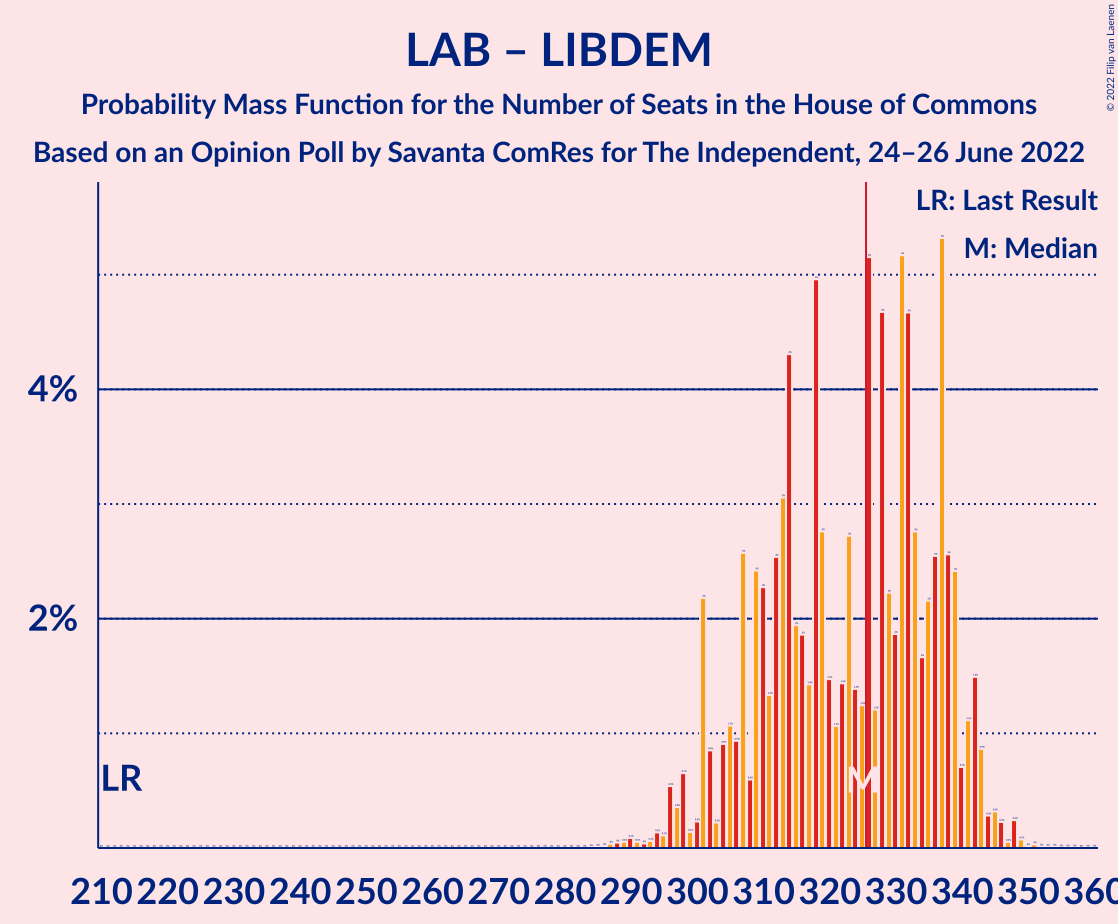 LAB – LIBDEM
Probability Mass Function for the Number of Seats in the House of Commons
Based on an Opinion Poll by Savanta ComRes for The Independent, 24–26 June 2022
© 2022 Filip van Laenen
LR: Last Result
M: Median
4%
2%
LR
M
210 220 230 240 250 260 270 280 290 300 310 320 330 340 350 360